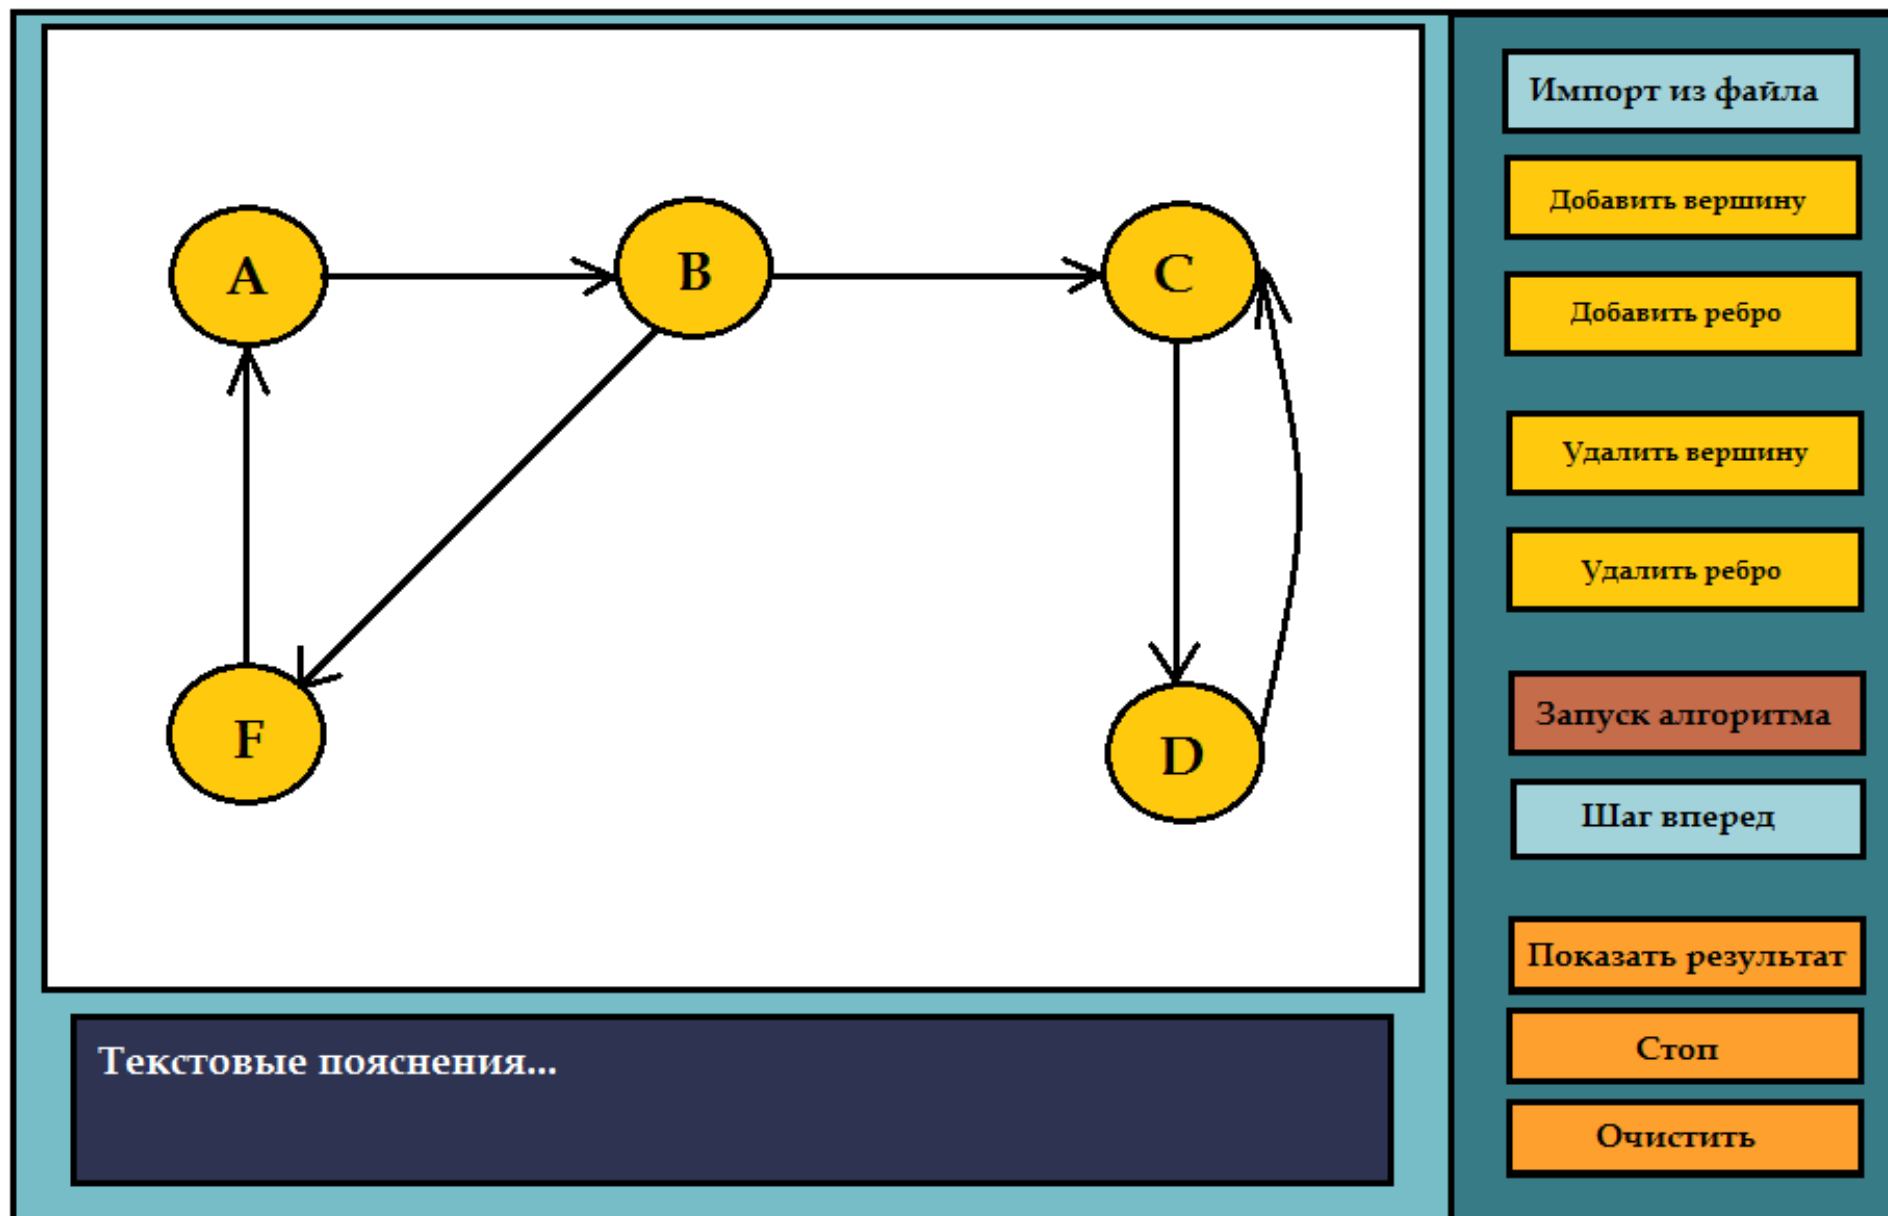 A
B
C
F
D
Текстовые пояснения...
Импорт из файла
Добавить вершину
Добавить ребро
Удалить вершину
Удалить ребро
Запуск алгоритма
Шаг вперед
Показать результат
Стоп
Очистить